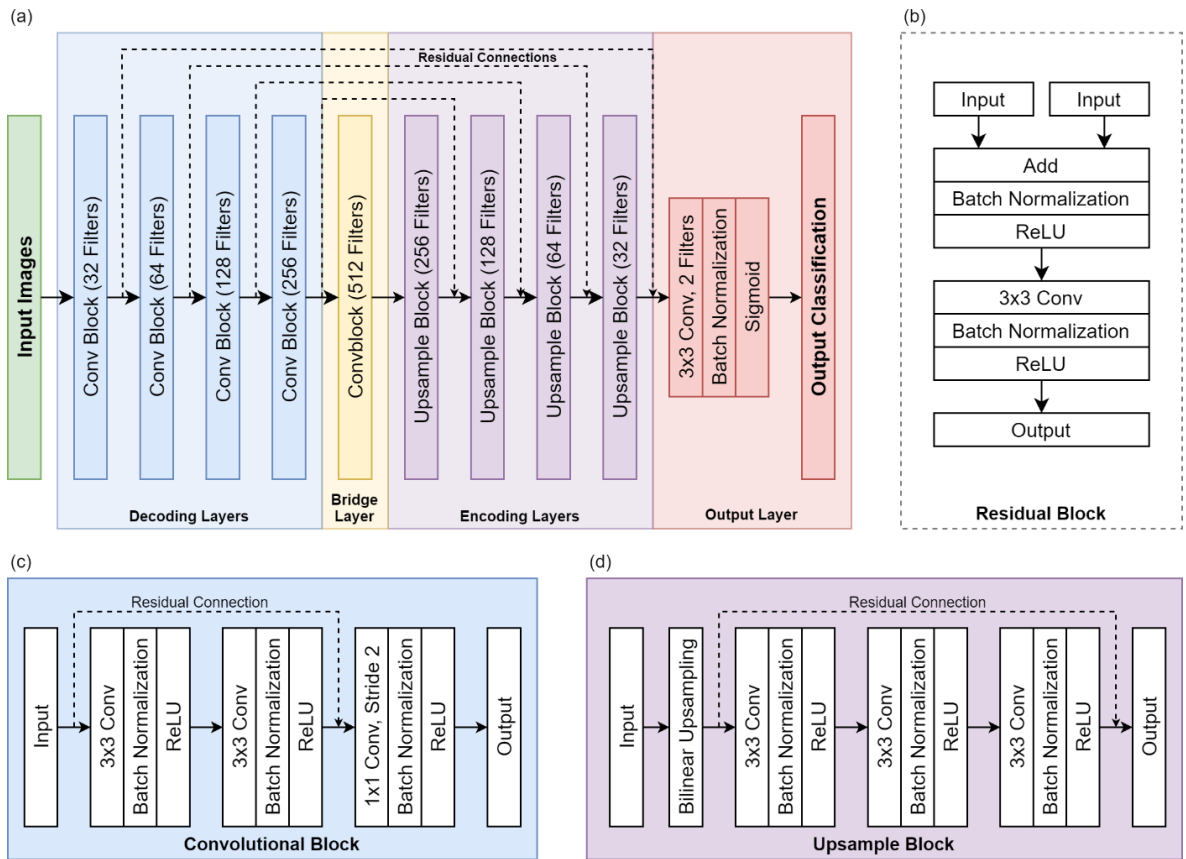 (a)
Residual Connections
Input Images
Conv Block (32 Filters)
Conv Block (64 Filters)
Conv Block (128 Filters)
Conv Block (256 Filters)
Convblock (512 Filters)
Upsample Block (256 Filters)
Upsample Block (128 Filters)
Upsample Block (64 Filters)
Upsample Block (32 Filters)
3x3 Conv, 2 Filters
Batch Normalization
Sigmoid
Output Classification
Decoding Layers
Bridge
Layer
Encoding Layers
Output Layer
(b)
Input
Input
Add
Batch Normalization
ReLU
3x3 Conv
Batch Normalization
ReLU
Output
Residual Block
(c)
Residual Connection
Input
3x3 Conv
Batch Normalization
ReLU
3x3 Conv
Batch Normalization
ReLU
1x1 Conv, Stride 2
Batch Normalization
ReLU
Output
Convolutional Block
(d)
Residual Connection
Input
Bilinear Upsampling
3x3 Conv
Batch Normalization
ReLU
3x3 Conv
Batch Normalization
ReLU
3x3 Conv
Batch Normalization
ReLU
Output
Upsample Block